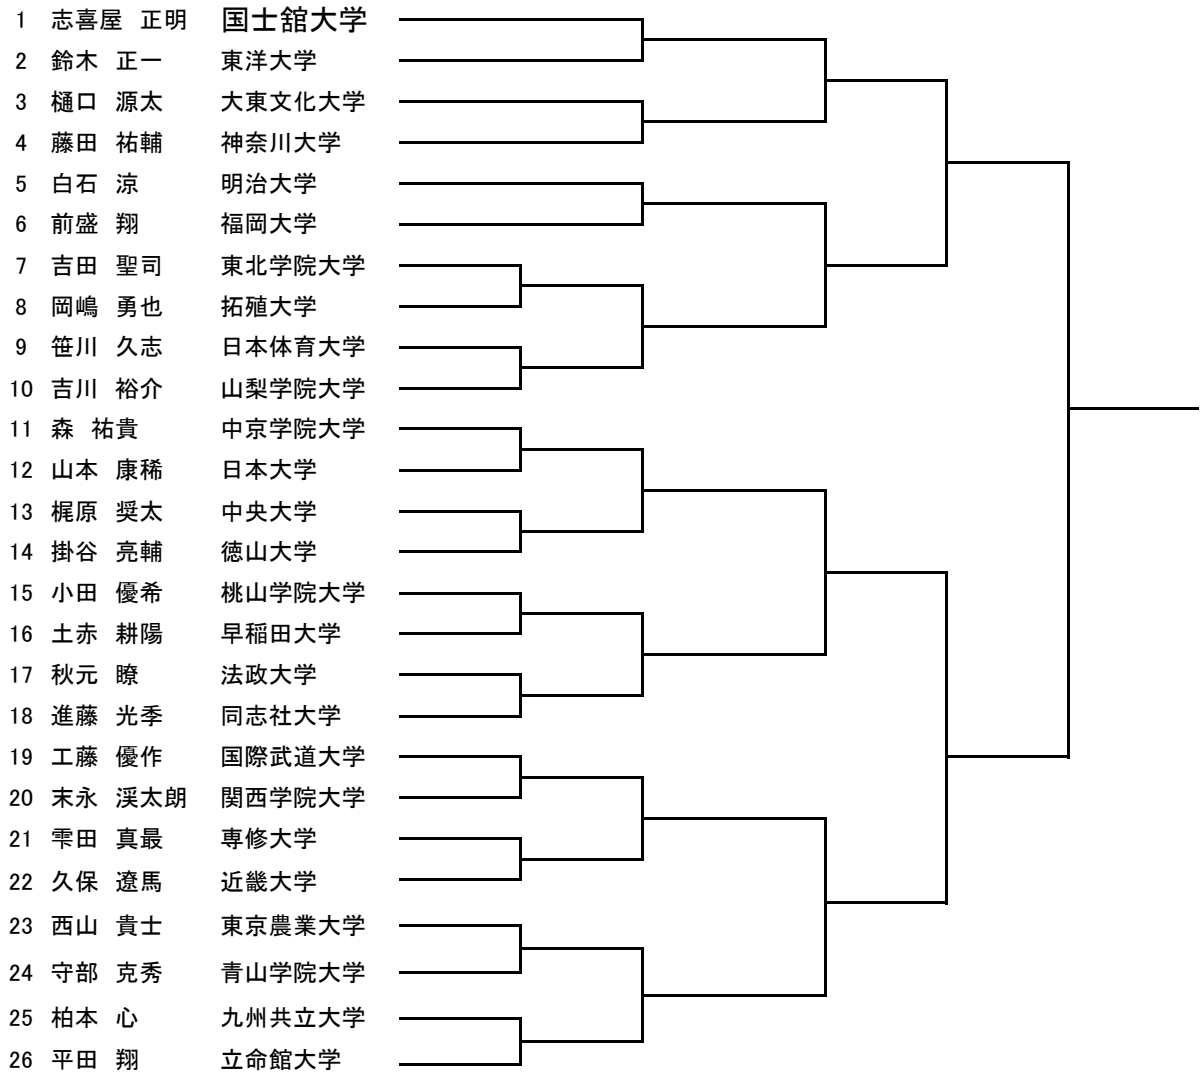 1 志喜屋 正明 国士舘大学
2 鈴木 正一 東洋大学
3 樋口 源太 大東文化大学
4 藤田 祐輔 神奈川大学
5 白石 涼 明治大学
6 前盛 翔 福岡大学
7 吉田 聖司 東北学院大学
8 岡嶋 勇也 拓殖大学
9 笹川 久志 日本体育大学
10 吉川 裕介 山梨学院大学
11 森 祐貴 中京学院大学
12 山本 康稀 日本大学
13 梶原 奨太 中央大学
14 掛谷 亮輔 徳山大学
15 小田 優希 桃山学院大学
16 土赤 耕陽 早稲田大学
17 秋元 瞭 法政大学
18 進藤 光季 同志社大学
19 工藤 優作 国際武道大学
20 末永 渓太朗 関西学院大学
21 雫田 真最 専修大学
22 久保 遼馬 近畿大学
23 西山 貴士 東京農業大学
24 守部 克秀 青山学院大学
25 柏本 心 九州共立大学
26 平田 翔 立命館大学